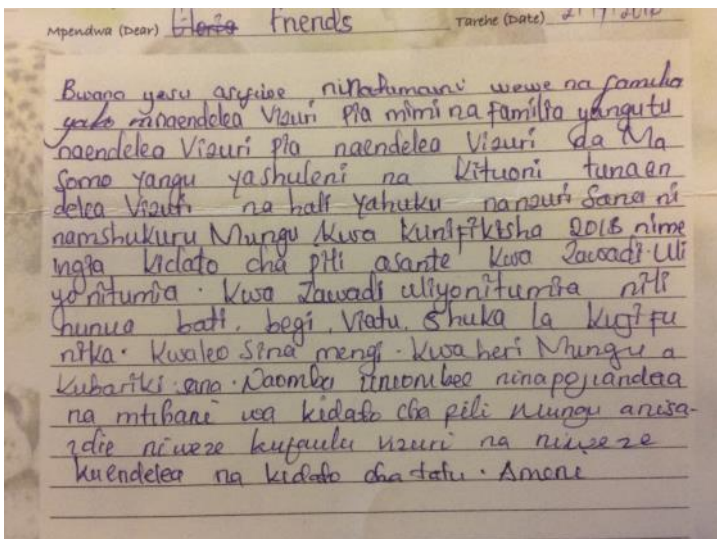 Mpendwa (Dear) Friends Tarehe (Date)
Bwana yesu asifiwe ninatumaini wewe na familia
yako mnaendelea vizuri pia mimi na familia yangu tu
naendelea vizuri pia naendelea vizuri da Ma
Somo yangu yashuleni na kituoni tunaen
delea vizuri na hali yahuku nanzuri Sana ni
namshukuru Mungu kwa kunifikisha 2018 nime
ingia kidato cha pili asante kwa zawadi. Uli
yonitumia. Kwa zawadi uliyonitumia nili
nunua bati, begi, viatu, Shuka la kujifu
nika. Kwaleo Sina mengi. Kwa heri Mungu a
kubariki Naomba uniombee ninapojiandaa
na mtihani wa kidato cha pili Mungu anisa-
idie niweze kufaulu vizuri na niweze
kuendelea na kidato cha tatu. Ameni